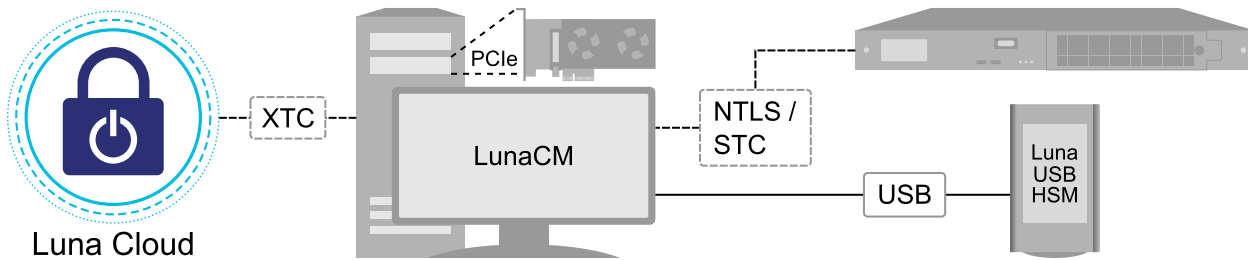 PCIe
XTC
NTLS /
STC
LunaCM
Luna
USB
HSM
USB
Luna Cloud